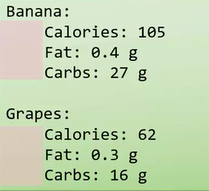 Banana:
Calories: 105
Fat: 0.4 g
Carbs: 27 g
Grapes:
Calories: 62
Fat: 0.3 g
Carbs: 16 g